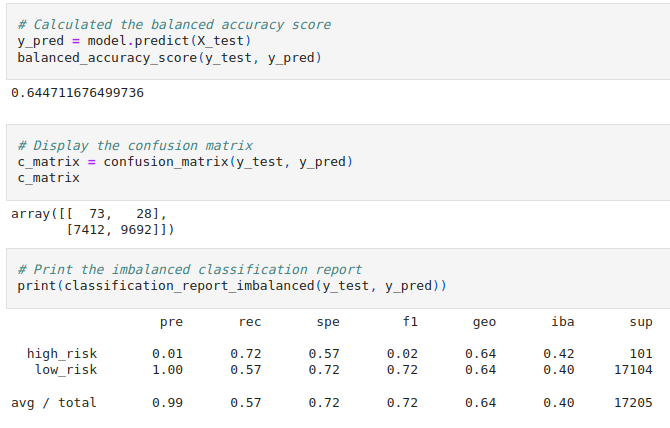 # Calculated the balanced accuracy score
y_pred = model.predict(X_test)
balanced_accuracy_score(y_test, y_pred)
0.644711676499736
# Display the confusion matrix
c_matrix = confusion_matrix(y_test, y_pred)
c_matrix
array([[  73,   28],
       [7412, 9692]])
# Print the imbalanced classification report
print(classification_report_imbalanced(y_test, y_pred))
pre rec spe f1 geo iba sup
high_risk 0.01 0.72 0.57 0.02 0.64 0.42 101
low_risk 1.00 0.57 0.72 0.72 0.64 0.40 17104
avg / total 0.99 0.57 0.72 0.72 0.64 0.40 17205